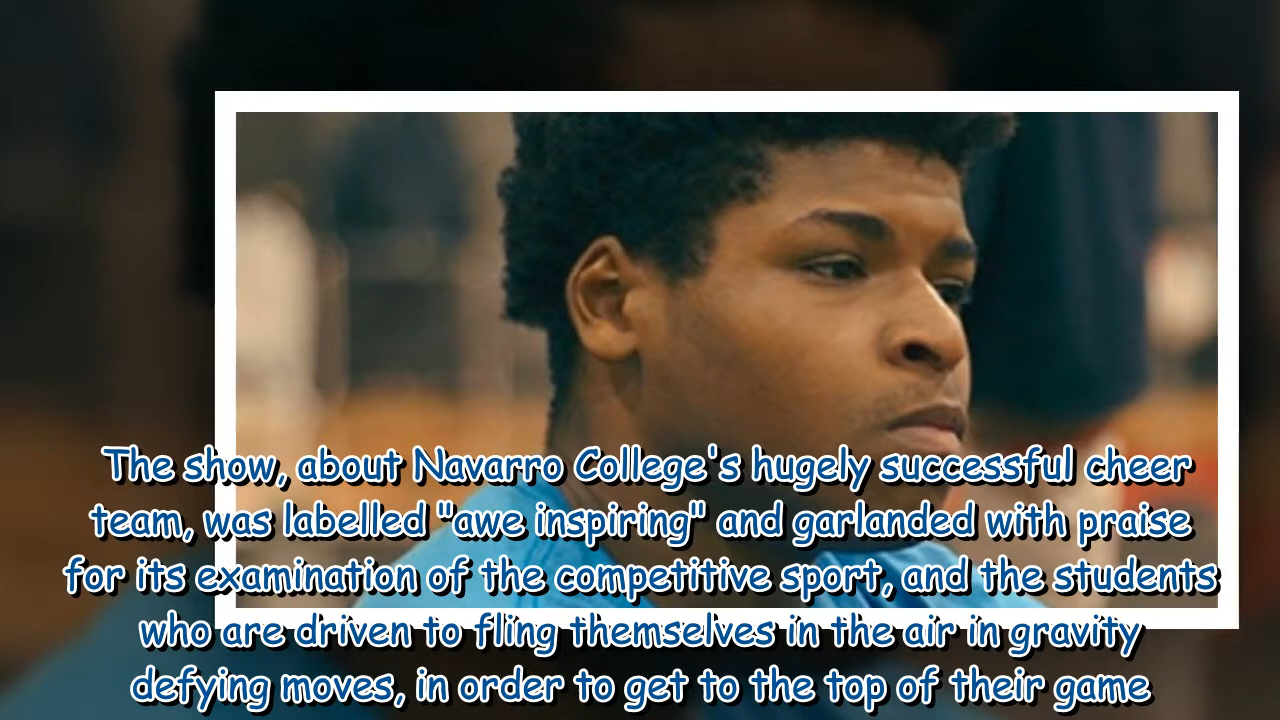 The show, about Navarro College's hugely successful cheer
team, was labelled "awe inspiring" and garlanded with praise
for its examination of the competitive sport, and the students
who are driven to fling themselves in the air in gravity
defying moves, in order to get to the top of their game